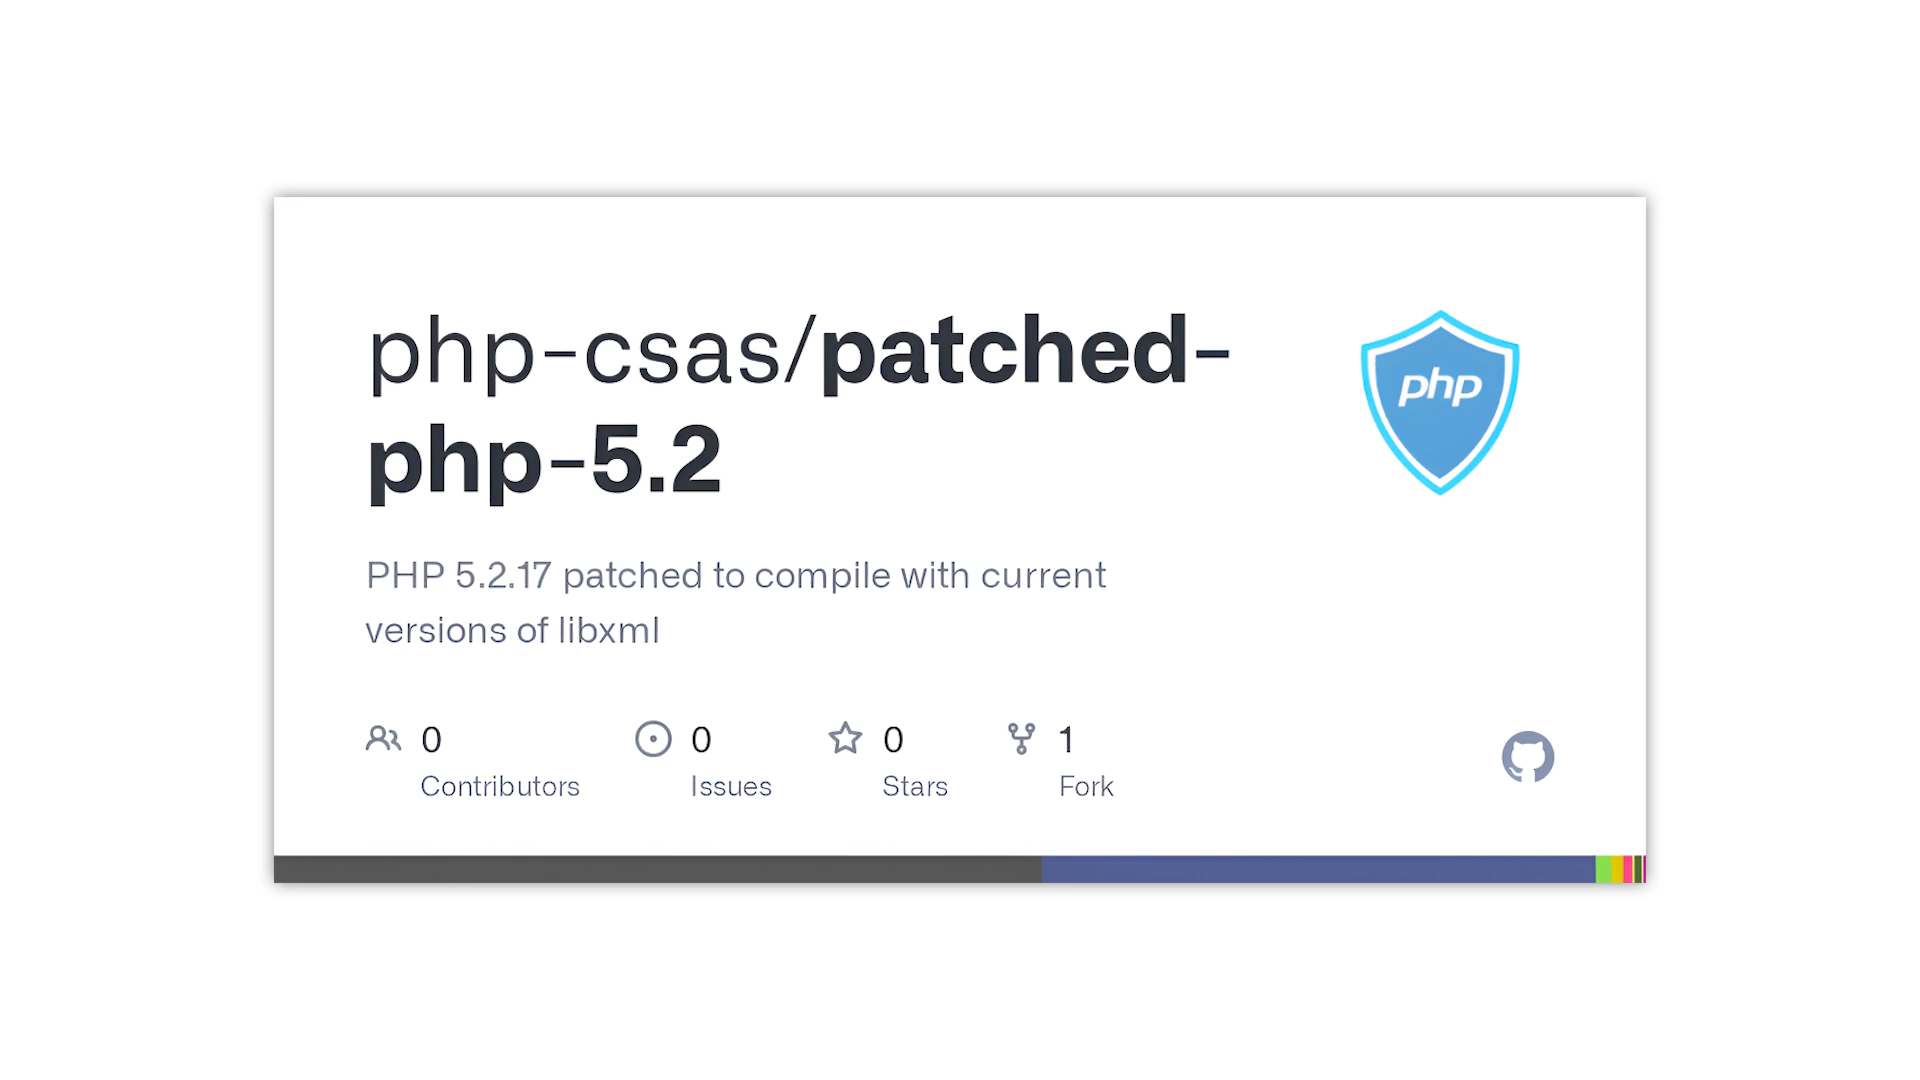 php-csas/patched-
php-5.2
php
PHP 5.2.17 patched to compile with current
versions of libxml
0
Contributors
0
Issues
0
Stars
1
Fork